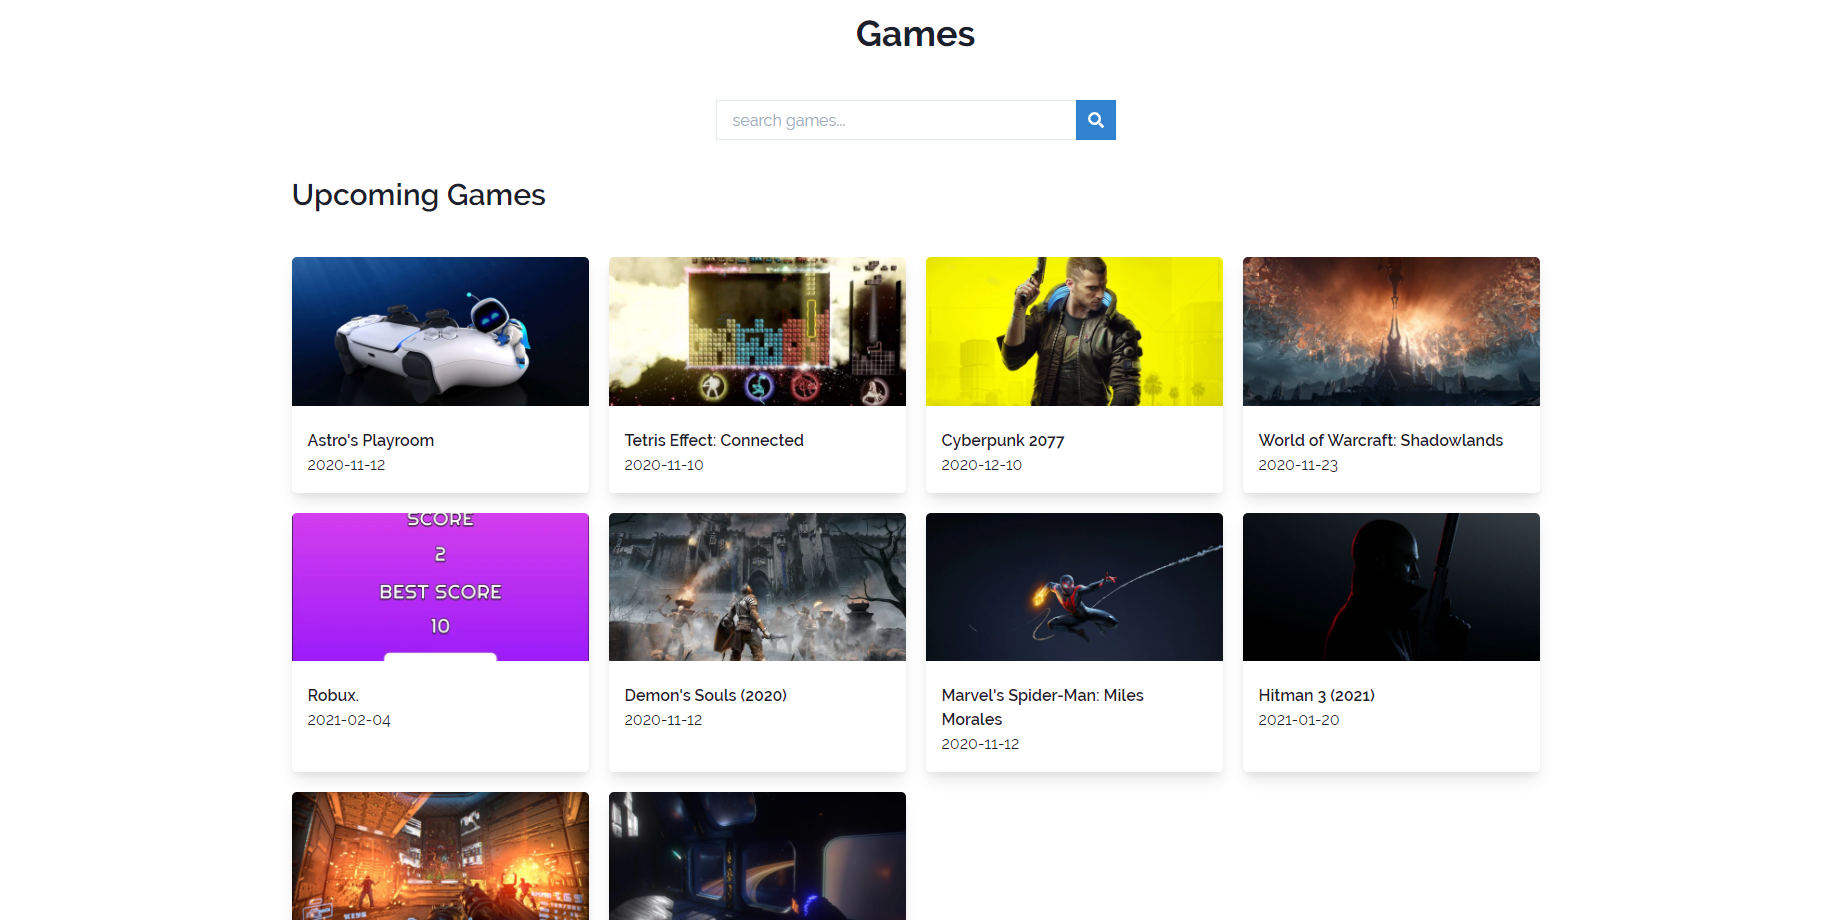 Games
search games...
Upcoming Games
Astro's Playroom
2020-11-12
Tetris Effect: Connected
2020-11-10
Cyberpunk 2077
2020-12-10
World of Warcraft: Shadowlands
2020-11-23
SCORE
2
BEST SCORE
10
Robux.
2021-02-04
Demon's Souls (2020)
2020-11-12
Marvel's Spider-Man: Miles
Morales
2020-11-12
Hitman 3 (2021)
2021-01-20